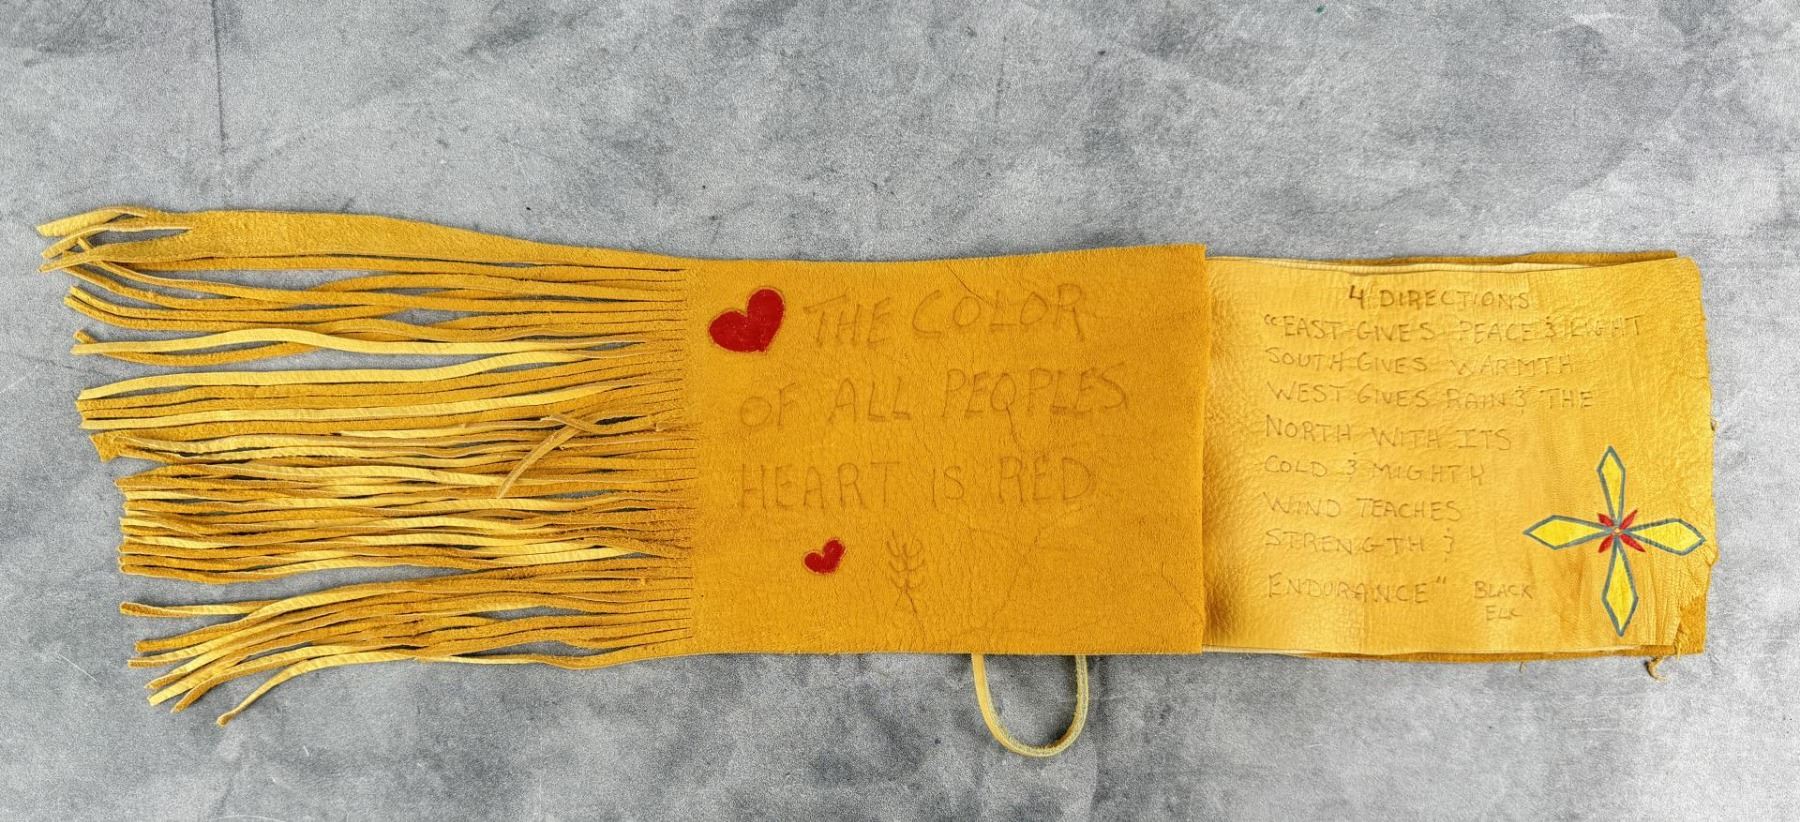 THE COLOR
OF ALL PEOPLES
HEART IS RED
4 DIRECTIONS
"EAST GIVES PEACE & LIGHT
SOUTH GIVES WARMTH
WEST GIVES RAIN & THE
NORTH WITH ITS
COLD & MIGHTY
WIND TEACHES
STRENGTH &
ENDURANCE" BLACK
ELK